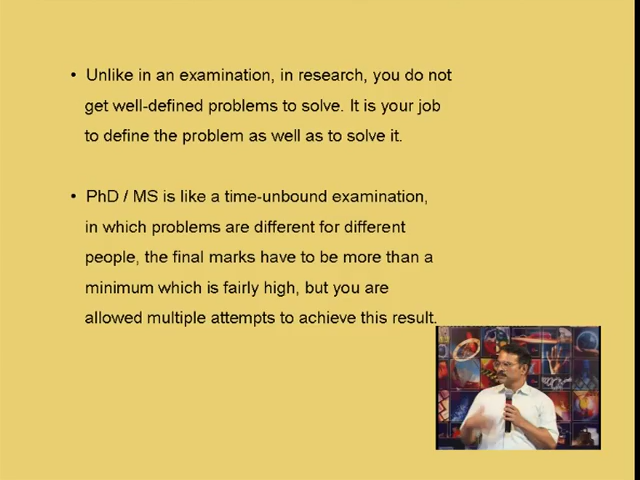 • Unlike in an examination, in research, you do not
get well-defined problems to solve. It is your job
to define the problem as well as to solve it.
• PhD / MS is like a time-unbound examination,
in which problems are different for different
people, the final marks have to be more than a
minimum which is fairly high, but you are
allowed multiple attempts to achieve this result.